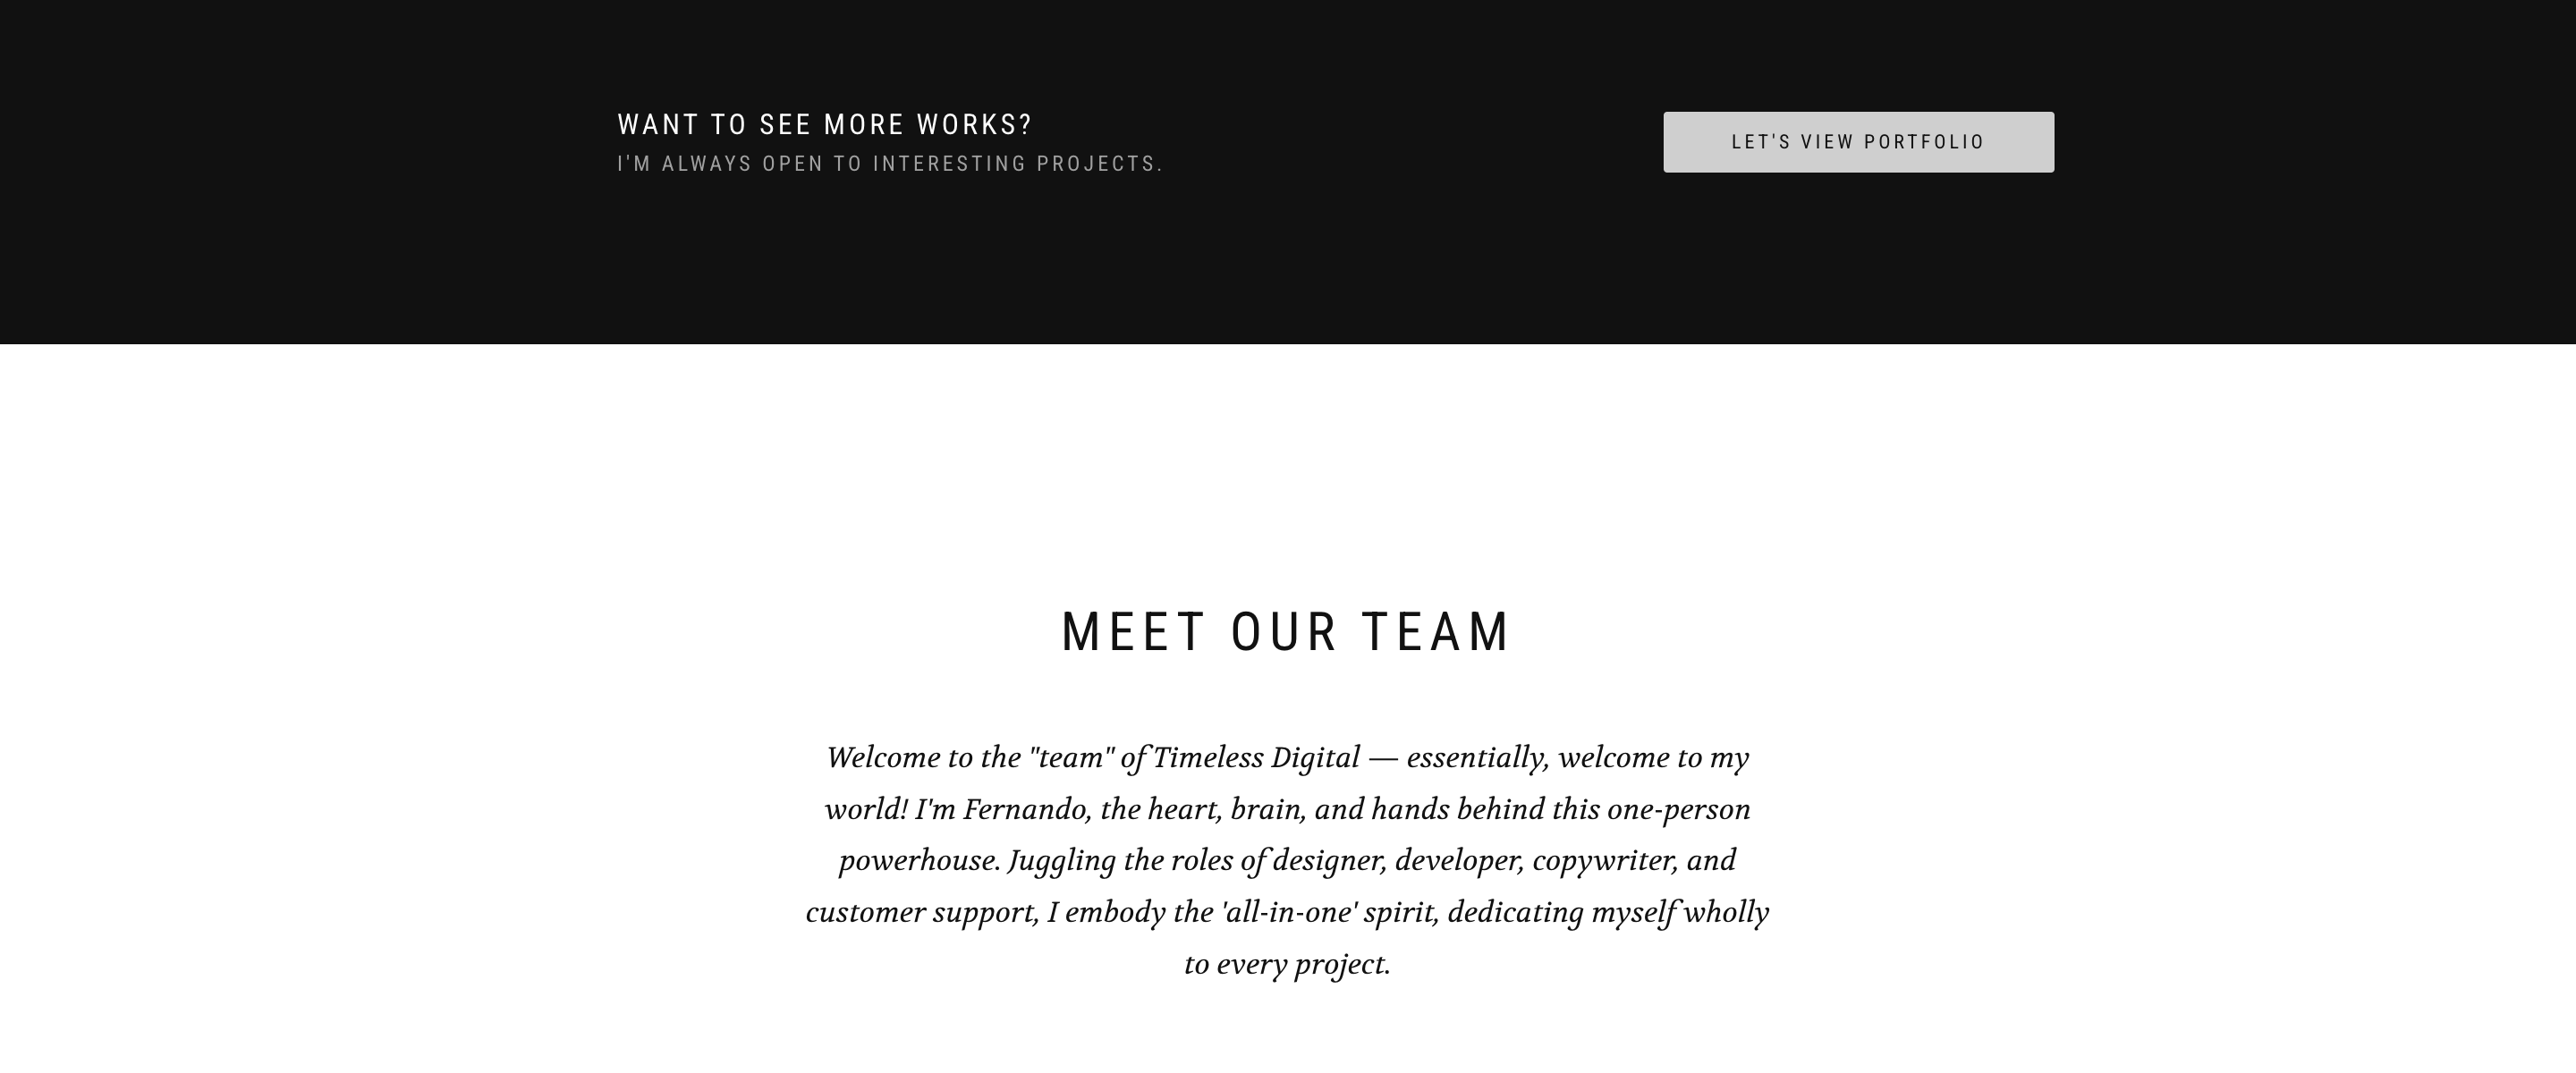 WANT TO SEE MORE WORKS?
I'M ALWAYS OPEN TO INTERESTING PROJECTS.
LET'S VIEW PORTFOLIO
MEET OUR TEAM
Welcome to the "team" of Timeless Digital — essentially, welcome to my
world! I'm Fernando, the heart, brain, and hands behind this one-person
powerhouse. Juggling the roles of designer, developer, copywriter, and
customer support, I embody the 'all-in-one' spirit, dedicating myself wholly
to every project.